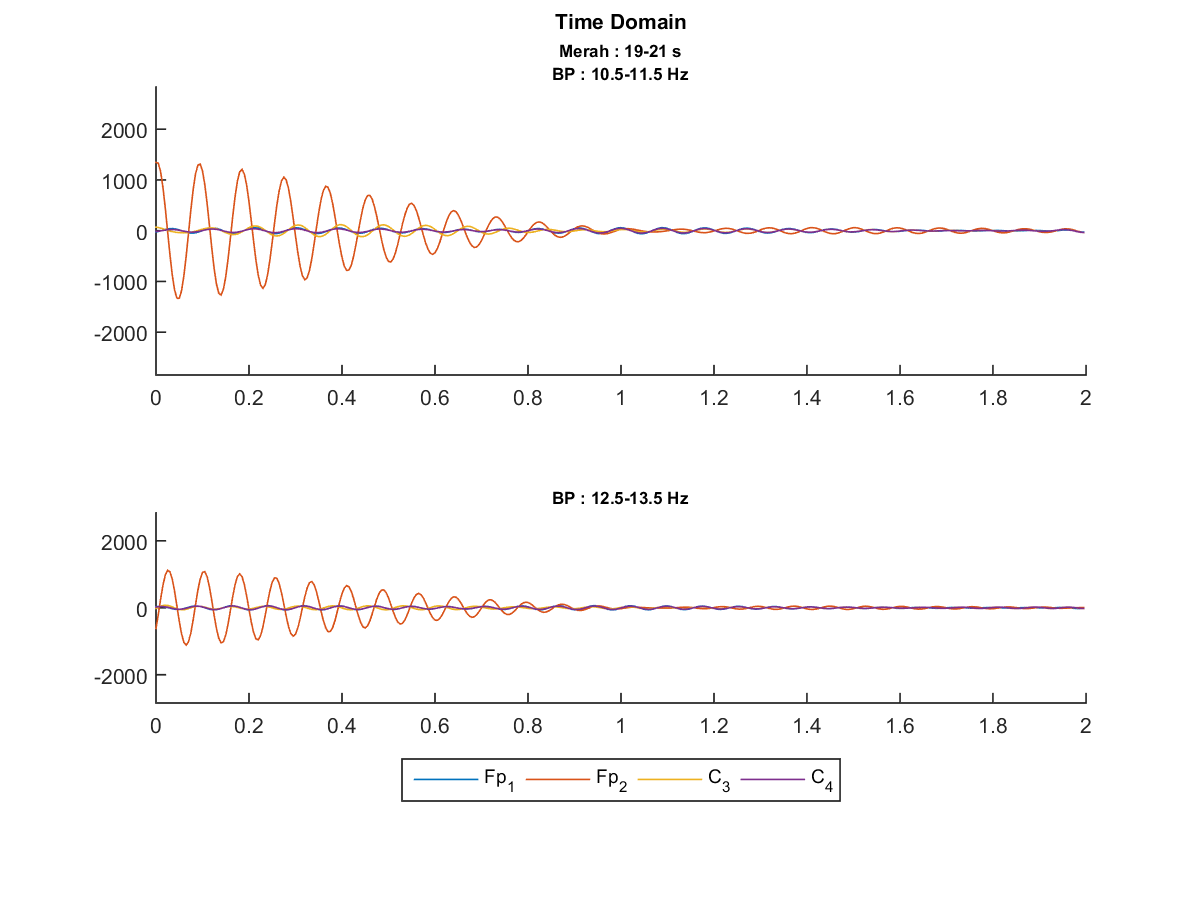 Time Domain
Merah : 19-21 s
BP : 10.5-11.5 Hz
2000
1000
0
-1000
-2000
0 0.2 0.4 0.6 0.8 1 1.2 1.4 1.6 1.8 2
BP : 12.5-13.5 Hz
2000
0
-2000
0 0.2 0.4 0.6 0.8 1 1.2 1.4 1.6 1.8 2
Fp1 Fp2 C3 C4